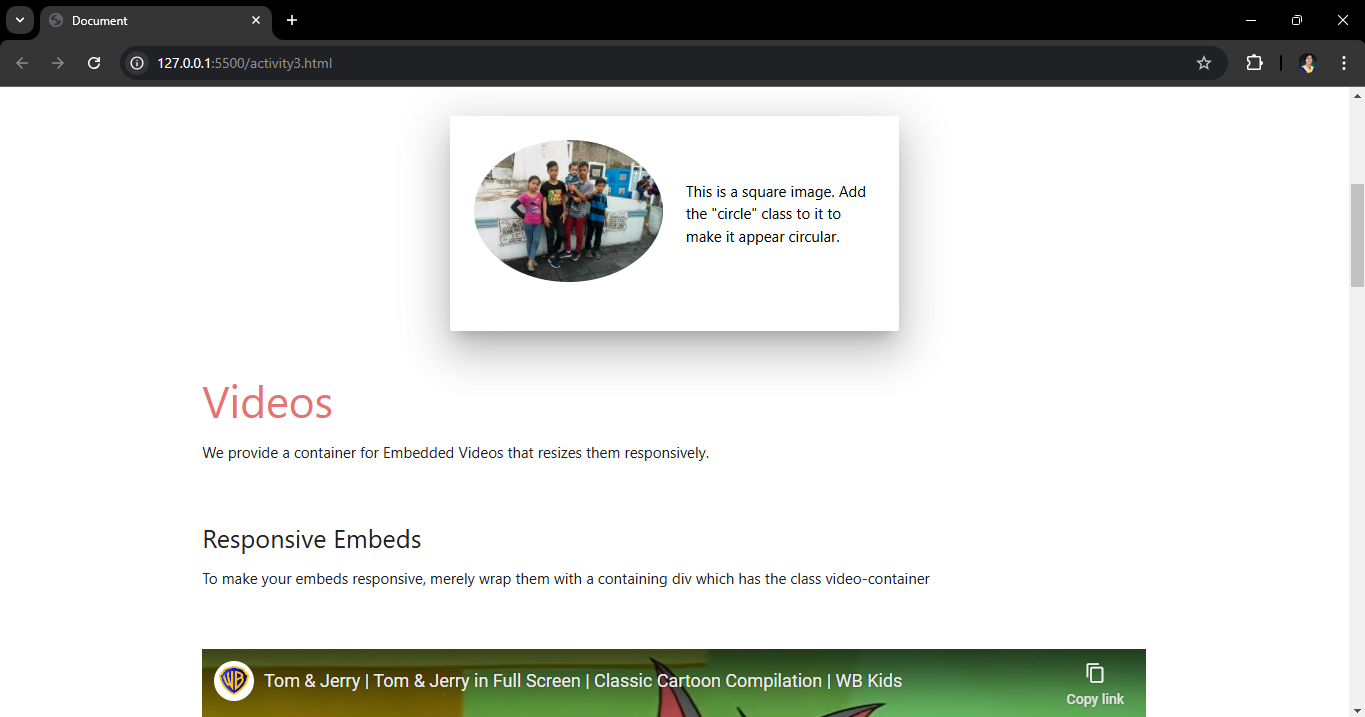 Document
127.0.0.1:5500/activity3.html
This is a square image. Add
the "circle" class to it to
make it appear circular.
Videos
We provide a container for Embedded Videos that resizes them responsively.
Responsive Embeds
To make your embeds responsive, merely wrap them with a containing div which has the class video-container
WB
Tom & Jerry | Tom & Jerry in Full Screen | Classic Cartoon Compilation | WB Kids
Copy link